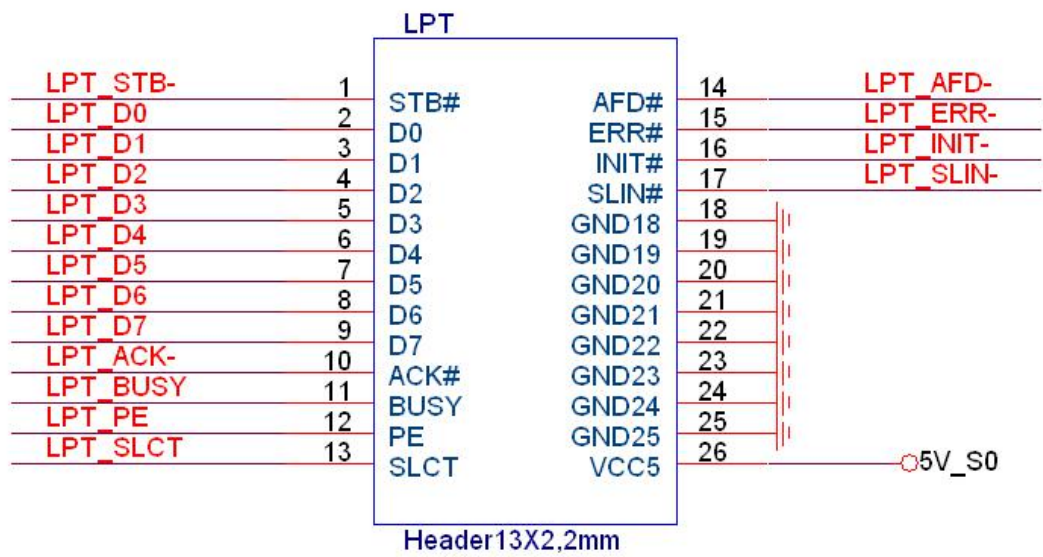 LPT
LPT_STB- 1 STB# AFD# 14 LPT_AFD-
LPT_D0 2 D0 ERR# 15 LPT_ERR-
LPT_D1 3 D1 INIT# 16 LPT_INIT-
LPT_D2 4 D2 SLIN# 17 LPT_SLIN-
LPT_D3 5 D3 GND18 18
LPT_D4 6 D4 GND19 19
LPT_D5 7 D5 GND20 20
LPT_D6 8 D6 GND21 21
LPT_D7 9 D7 GND22 22
LPT_ACK- 10 ACK# GND23 23
LPT_BUSY 11 BUSY GND24 24
LPT_PE 12 PE GND25 25
LPT_SLCT 13 SLCT VCC5 26 5V_S0
Header13X2,2mm